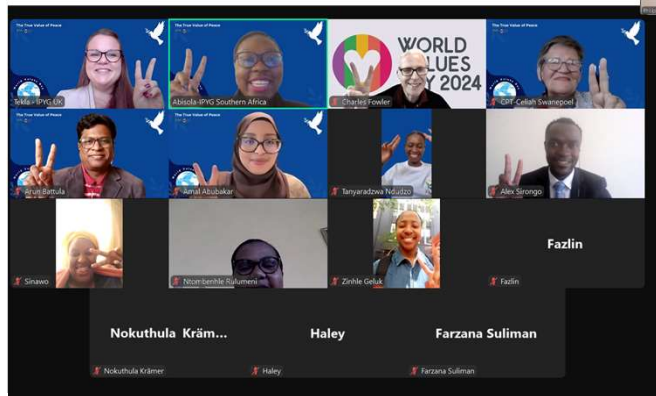 The True Value of Peace
The True Value of Peace
WORLD
VALUES
DAY 2024
The True Value of Peace
Tekla - IPYG UK
Abisola-IPYG Southern Africa
Charles Fowler
CPT-Celiah Swanepoel
The True Value of Peace
The True Value of Peace
Arun Battula
Amal Abubakar
Tanyaradzwa Ndudzo
Alex Sirongo
Fazlin
Sinawo
Ntomberhle Rulumeni
Zinhle Geluk
Fazlin
Nokuthula Kräm...
Haley
Farzana Suliman
Nokuthula Krämer
Haley
Farzana Suliman